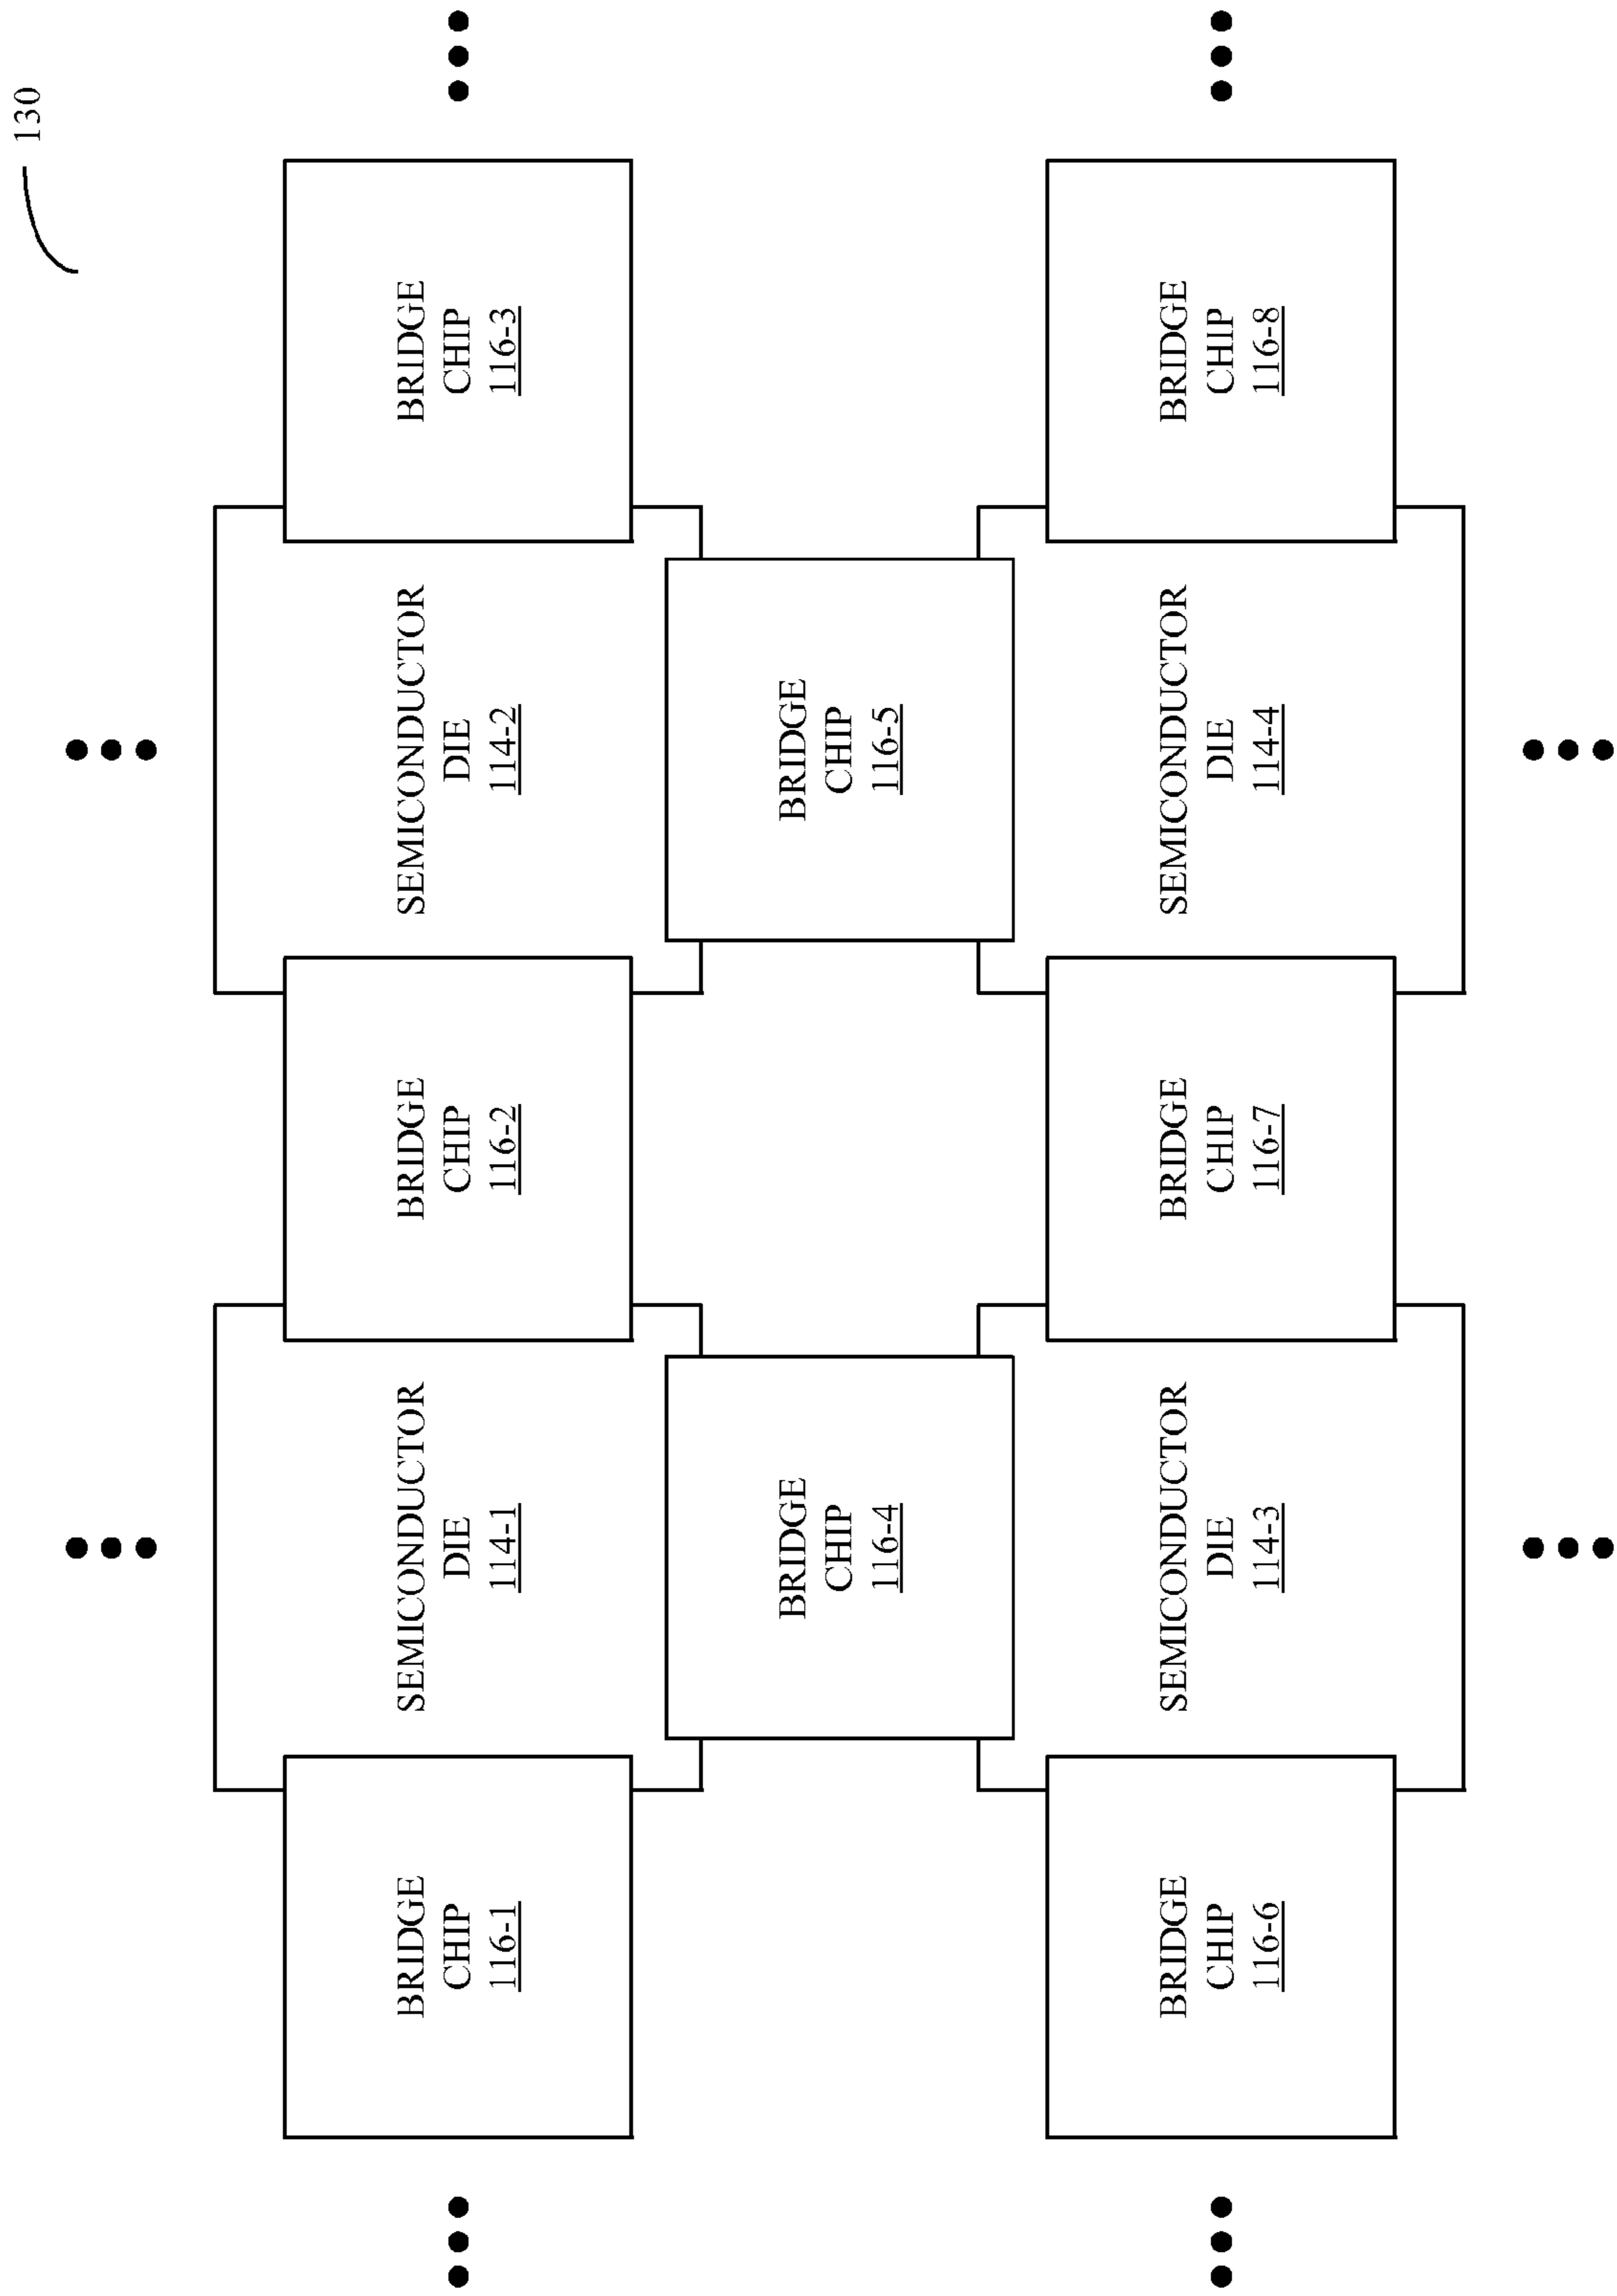 130
BRIDGE
CHIP
116-1
SEMICONDUCTOR
DIE
114-1
BRIDGE
CHIP
116-2
SEMICONDUCTOR
DIE
114-2
BRIDGE
CHIP
116-3
BRIDGE
CHIP
116-4
BRIDGE
CHIP
116-5
BRIDGE
CHIP
116-6
SEMICONDUCTOR
DIE
114-3
BRIDGE
CHIP
116-7
SEMICONDUCTOR
DIE
114-4
BRIDGE
CHIP
116-8